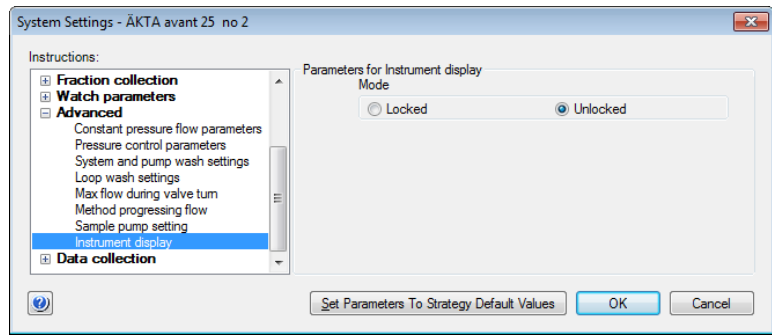 System Settings - ÄKTA avant 25 no 2
Instructions:
Fraction collection
Watch parameters
Advanced
Constant pressure flow parameters
Pressure control parameters
System and pump wash settings
Loop wash settings
Max flow during valve turn
Method progressing flow
Sample pump setting
Instrument display
Data collection
Parameters for Instrument display
Mode
Locked
Unlocked
Set Parameters To Strategy Default Values
OK
Cancel